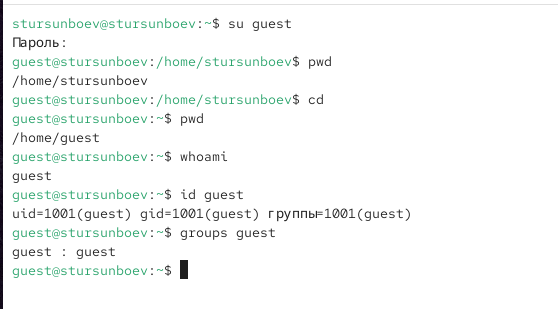 stursunboev@stursunboev:~$ su guest
Пароль:
guest@stursunboev:/home/stursunboev$ pwd
/home/stursunboev
guest@stursunboev:/home/stursunboev$ cd
guest@stursunboev:~$ pwd
/home/guest
guest@stursunboev:~$ whoami
guest
guest@stursunboev:~$ id guest
uid=1001(guest) gid=1001(guest) группы=1001(guest)
guest@stursunboev:~$ groups guest
guest : guest
guest@stursunboev:~$